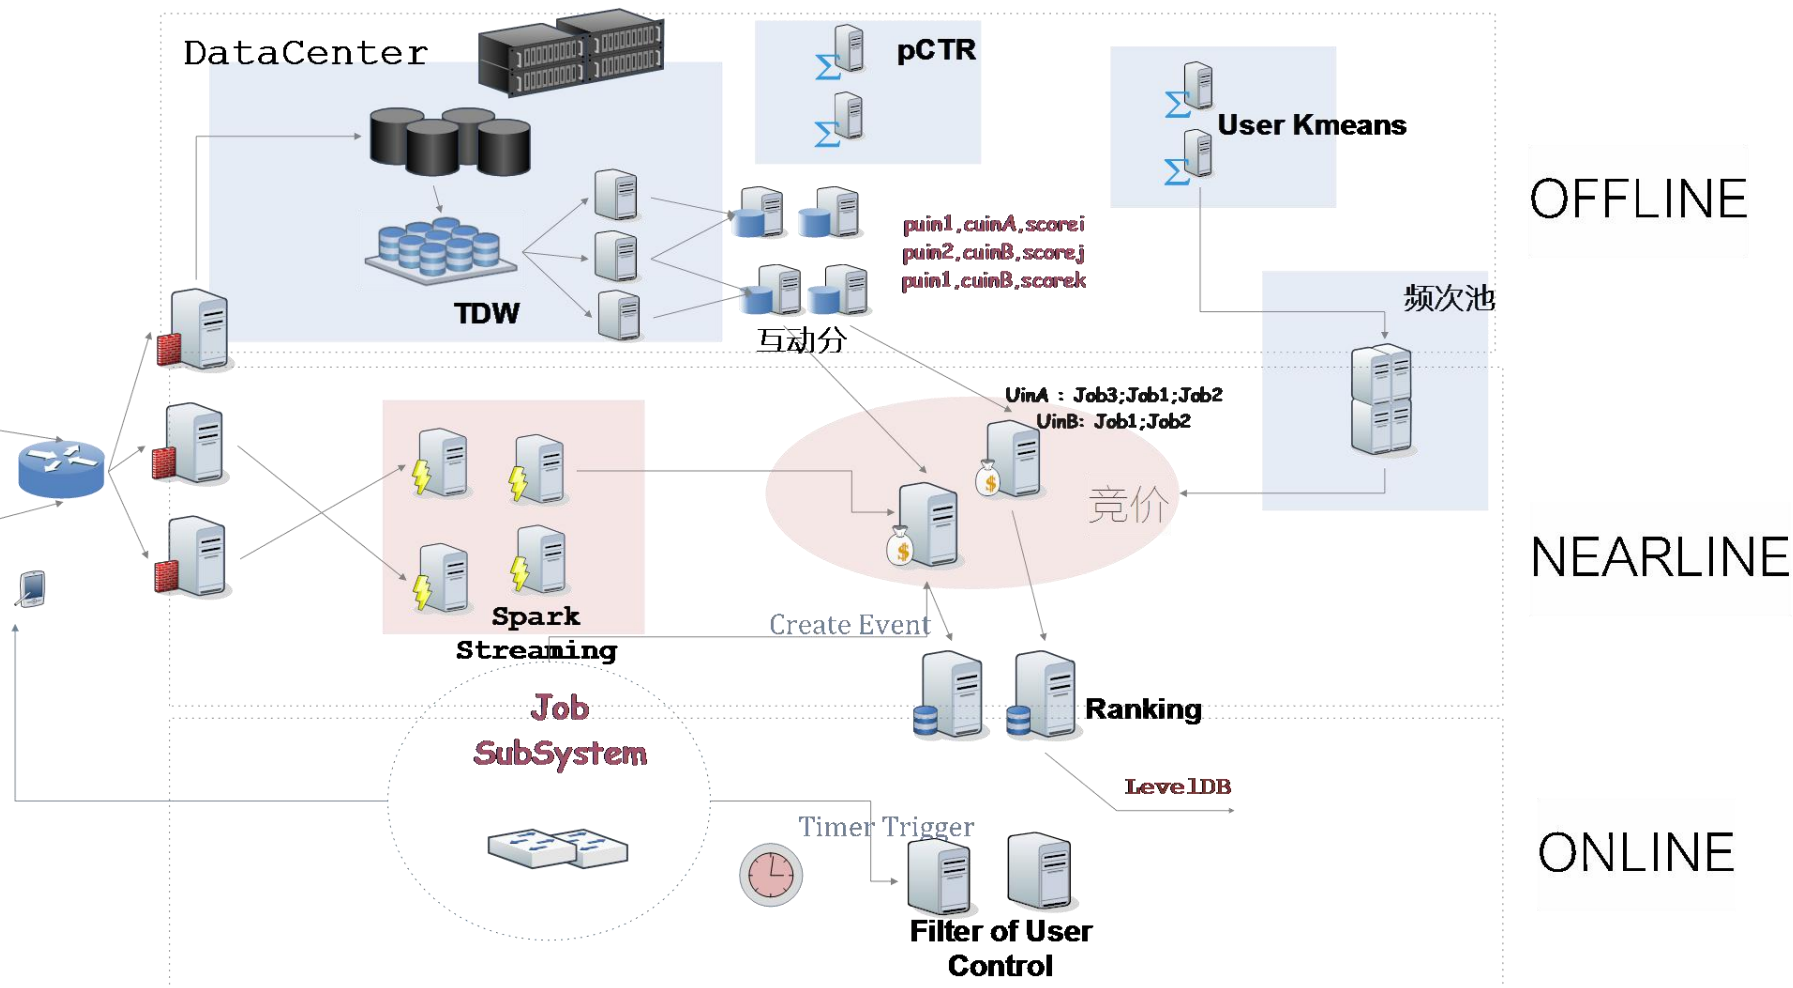 DataCenter
pCTR
User Kmeans
OFFLINE
puin1,cuinA,scorei
puin2,cuinB,scorej
puin1,cuinB,scorek
TDW
频次池
互动分
UinA : Job3;Job1;Job2
UinB: Job1;Job2
竞价
NEARLINE
Spark
Streaming
Create Event
Job
SubSystem
Ranking
LevelDB
Timer Trigger
ONLINE
Filter of User
Control